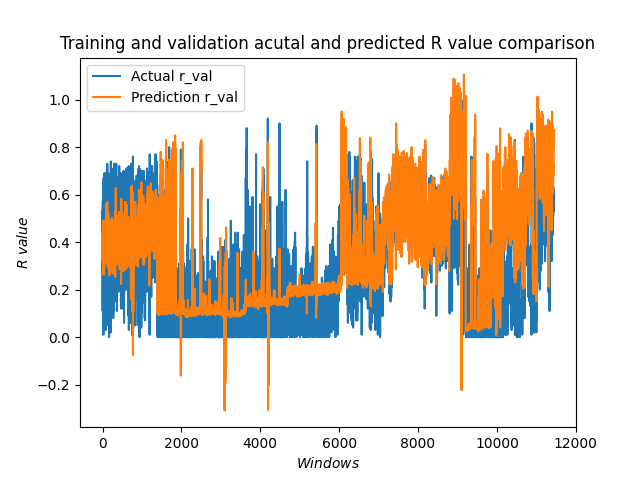 Training and validation acutal and predicted R value comparison
Actual r_val
Prediction r_val
1.0
0.8
0.6
0.4
0.2
0.0
−0.2
R value
0 2000 4000 6000 8000 10000 12000
Windows